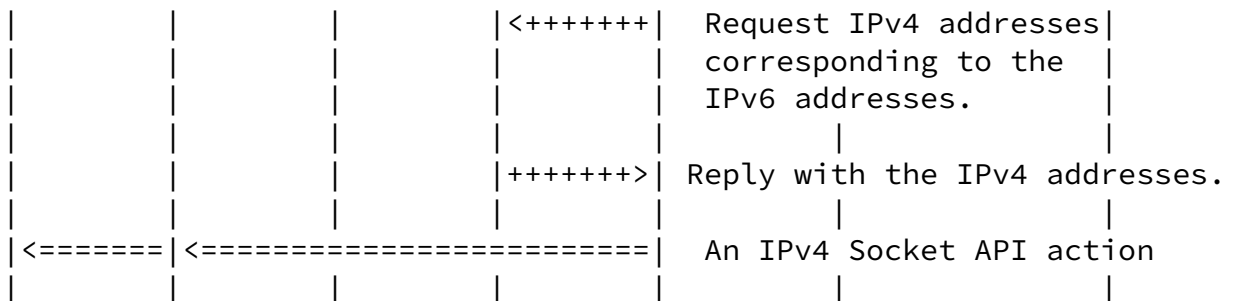 |         |         |         |<+++++++|  Request IPv4 addresses|
|         |         |         |         |  corresponding to the  |
|         |         |         |         |  IPv6 addresses.       |
|         |         |         |         |          |               |
|         |         |         |+++++++>| Reply with the IPv4 addresses.
|         |         |         |         |          |               |
|<=======|<=========================|  An IPv4 Socket API action
|         |         |         |         |          |               |